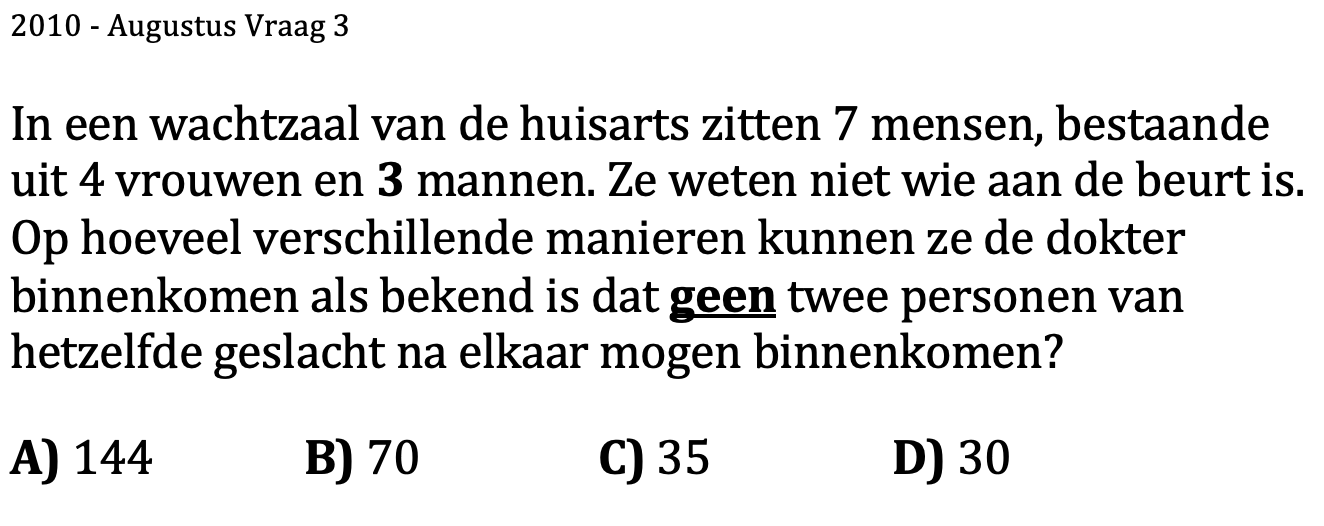 2010 - Augustus Vraag 3
In een wachtzaal van de huisarts zitten 7 mensen, bestaande
uit 4 vrouwen en 3 mannen. Ze weten niet wie aan de beurt is.
Op hoeveel verschillende manieren kunnen ze de dokter
binnenkomen als bekend is dat geen twee personen van
hetzelfde geslacht na elkaar mogen binnenkomen?
A) 144 B) 70 C) 35 D) 30